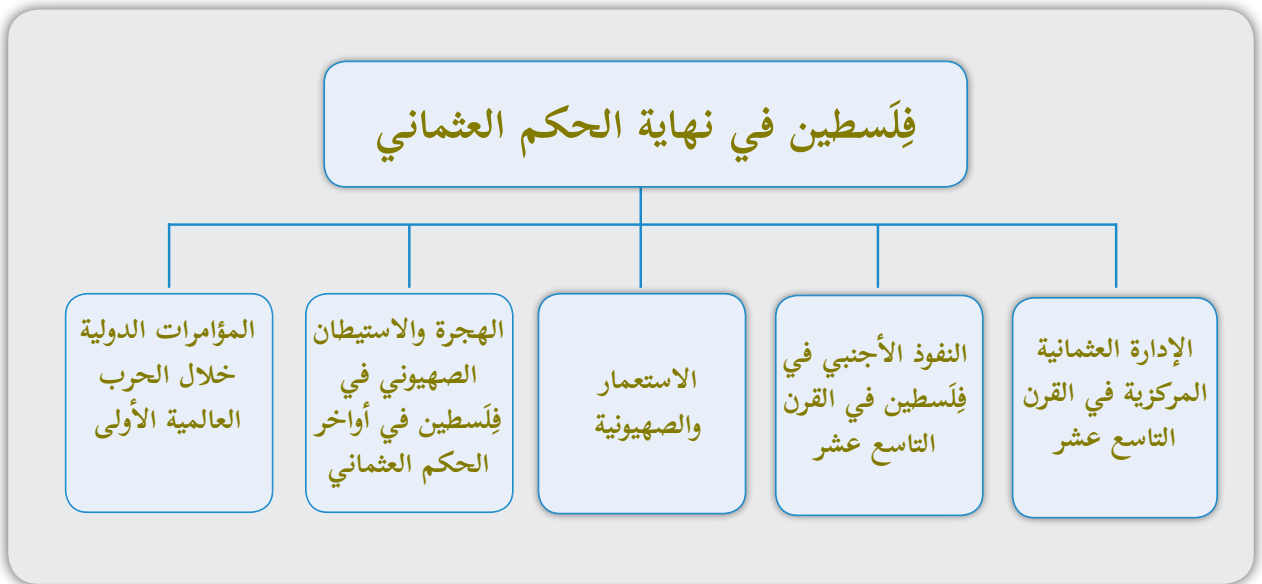 فِلَسطين في نهاية الحكم العثماني
الإدارة العثمانية
المركزية في القرن
التاسع عشر
النفوذ الأجنبي في
فِلَسطين في القرن
التاسع عشر
الاستعمار
والصهيونية
الهجرة والاستيطان
الصهيوني في
فِلَسطين في أواخر
الحكم العثماني
المؤامرات الدولية
خلال الحرب
العالمية الأولى